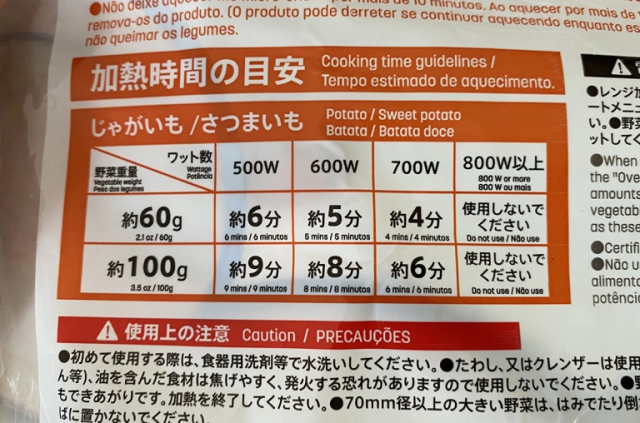 por mais de 10 minutos. Ao aquecer por mais de
remova-os do produto. (O produto pode derreter se continuar aquecendo enquanto es
não queimar os legumes.
加熱時間の目安 Cooking time guidelines /
Tempo estimado de aquecimento.
じゃがいも /さつまいも Potato / Sweet potato
Batata / Batata doce
ワット数
Wattage
Potência
野菜重量
Vegetable weight
Peso dos legumes
500W 600W 700W 800W以上
800 W or more
800 W ou mais
約60g 約6分 約5分 約4分 使用しないで
ください
2.1 oz / 60g 6 mins / 6 minutos 5 mins / 5 minutos 4 mins / 4 minutos Do not use / Não use
約100g 約9分 約8分 約6分 使用しないで
ください
3.5 oz / 100g 9 mins / 9 minutos 8 mins / 8 minutos 6 mins / 6 minutos Do not use / Não use
使用上の注意 Caution / PRECAUÇÕES
●初めて使用する際は、食器用洗剤等で水洗いしてください。●たわし、又はクレンザーは使用
ん等)、油を含んだ食材は焦げやすく、発火する恐れがありますので使用しないでください。●
もできあがりです。加熱を終了してください。●70mm径以上の大きい野菜は、はみでたり倒
ばに置かないでください。
●レンジ加
ートメニ
い。●野
ットしてく
●When
the "Ove
amounts
vegetab
as these
●Certifi
●Não u
alimento
potênci